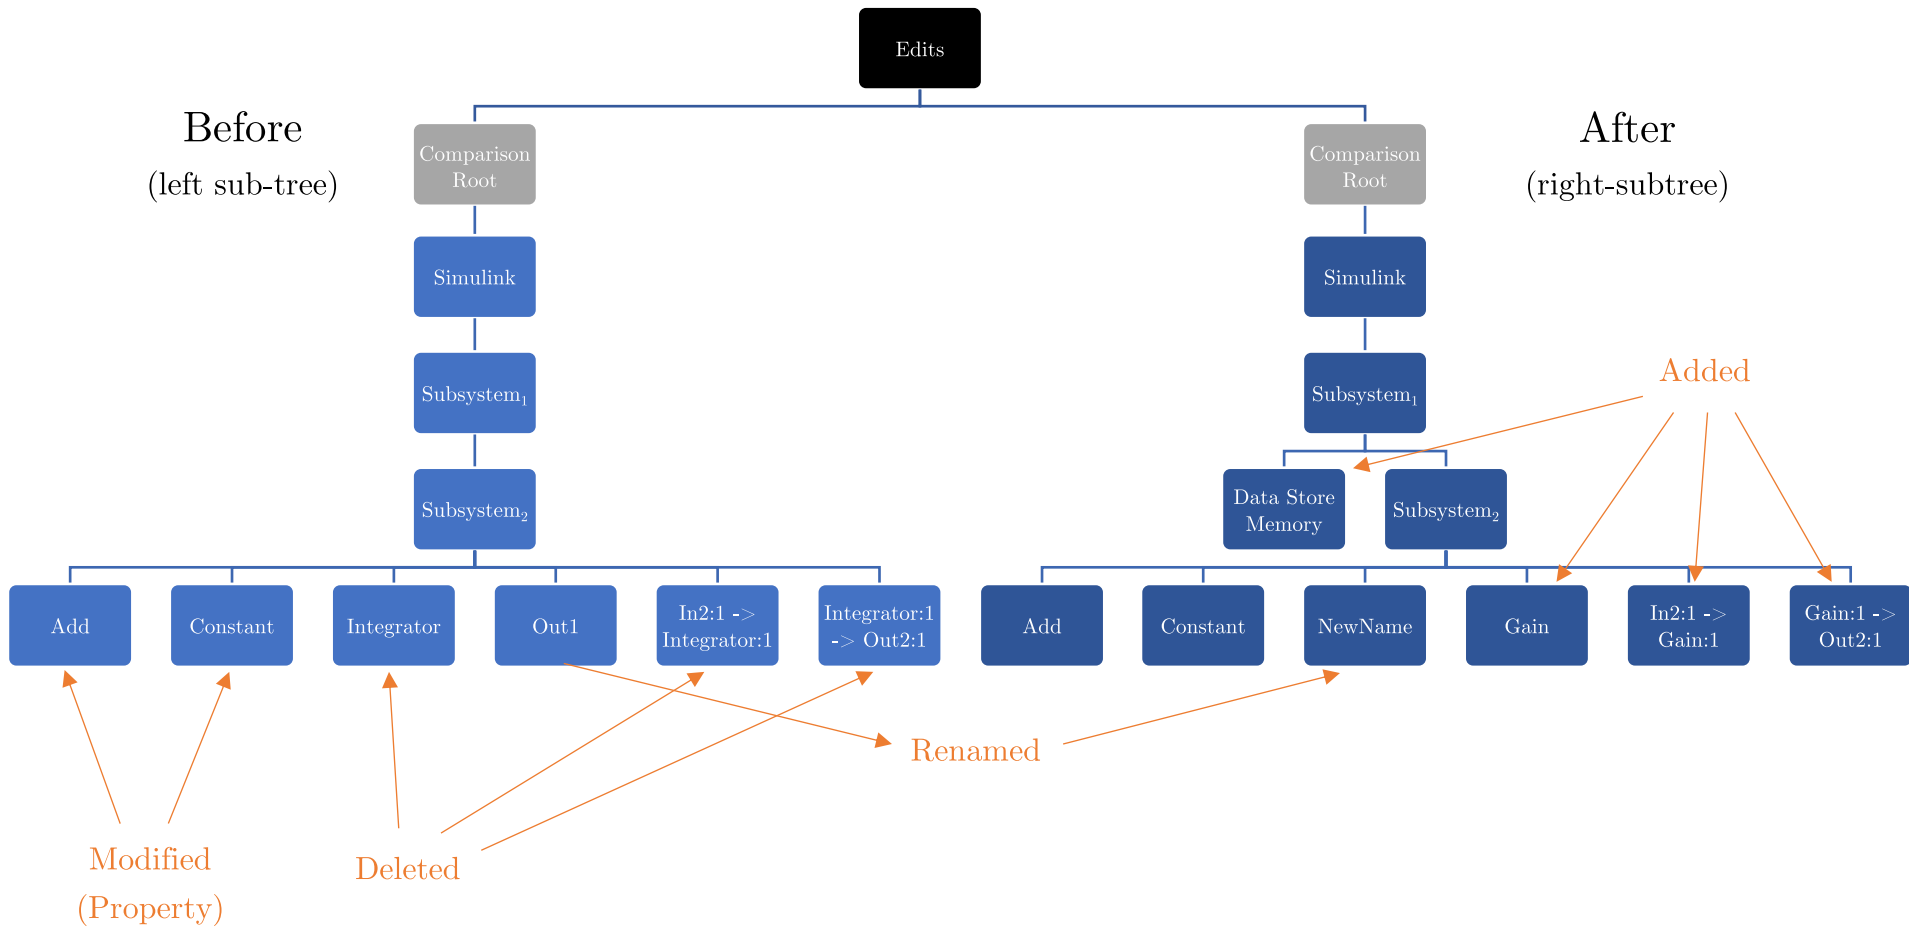 Edits
Before
(left sub-tree)
After
(right-subtree)
Comparison
Root
Comparison
Root
Simulink
Simulink
Subsystem₁
Subsystem₁
Added
Subsystem₂
Data Store
Memory
Subsystem₂
Add
Constant
Integrator
Out1
In2:1 ->
Integrator:1
Integrator:1
-> Out2:1
Add
Constant
NewName
Gain
In2:1 ->
Gain:1
Gain:1 ->
Out2:1
Renamed
Modified
(Property)
Deleted